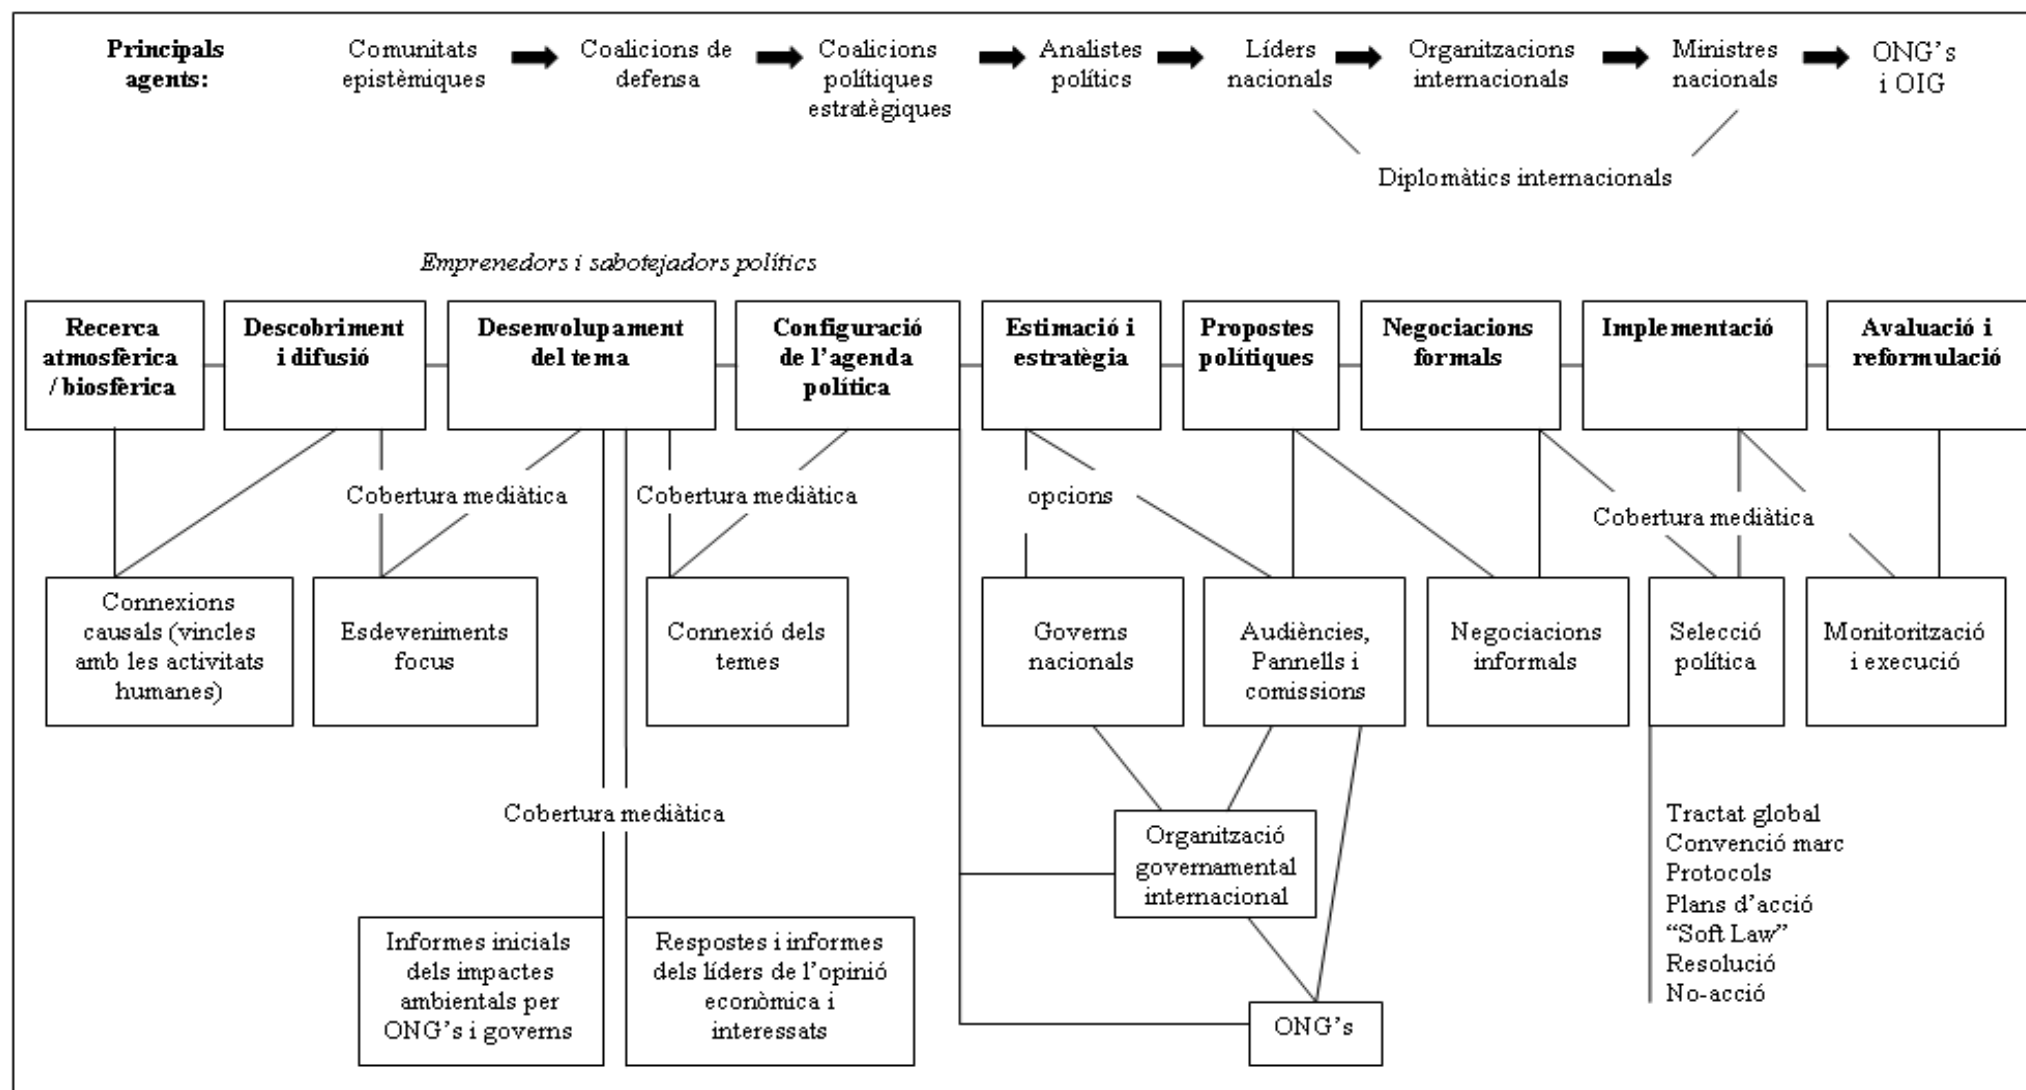 Principals
agents:
Comunitats
epistèmiques
Coalicions de
defensa
Coalicions
polítiques
estratègiques
Analistes
polítics
Líders
nacionals
Organitzacions
internacionals
Ministres
nacionals
ONG's
i OIG
Diplomàtics internacionals
Emprenedors i sabotejadors polítics
Recerca
atmosfèrica
/ biosfèrica
Descobriment
i difusió
Desenvolupament
del tema
Configuració
de l'agenda
política
Estimació i
estratègia
Propostes
polítiques
Negociacions
formals
Implementació
Avaluació i
reformulació
Cobertura mediàtica
Cobertura mediàtica
opcions
Cobertura mediàtica
Connexions
causals (vincles
amb les activitats
humanes)
Esdeveniments
focus
Connexió dels
temes
Governs
nacionals
Audiències,
Pannells i
comissions
Negociacions
informals
Selecció
política
Monitorització
i execució
Cobertura mediàtica
Organització
governamental
internacional
Tractat global
Convenció marc
Protocols
Plans d'acció
“Soft Law”
Resolució
No-acció
Informes inicials
dels impactes
ambientals per
ONG's i governs
Respostes i informes
dels líders de l'opinió
econòmica i
interessats
ONG's